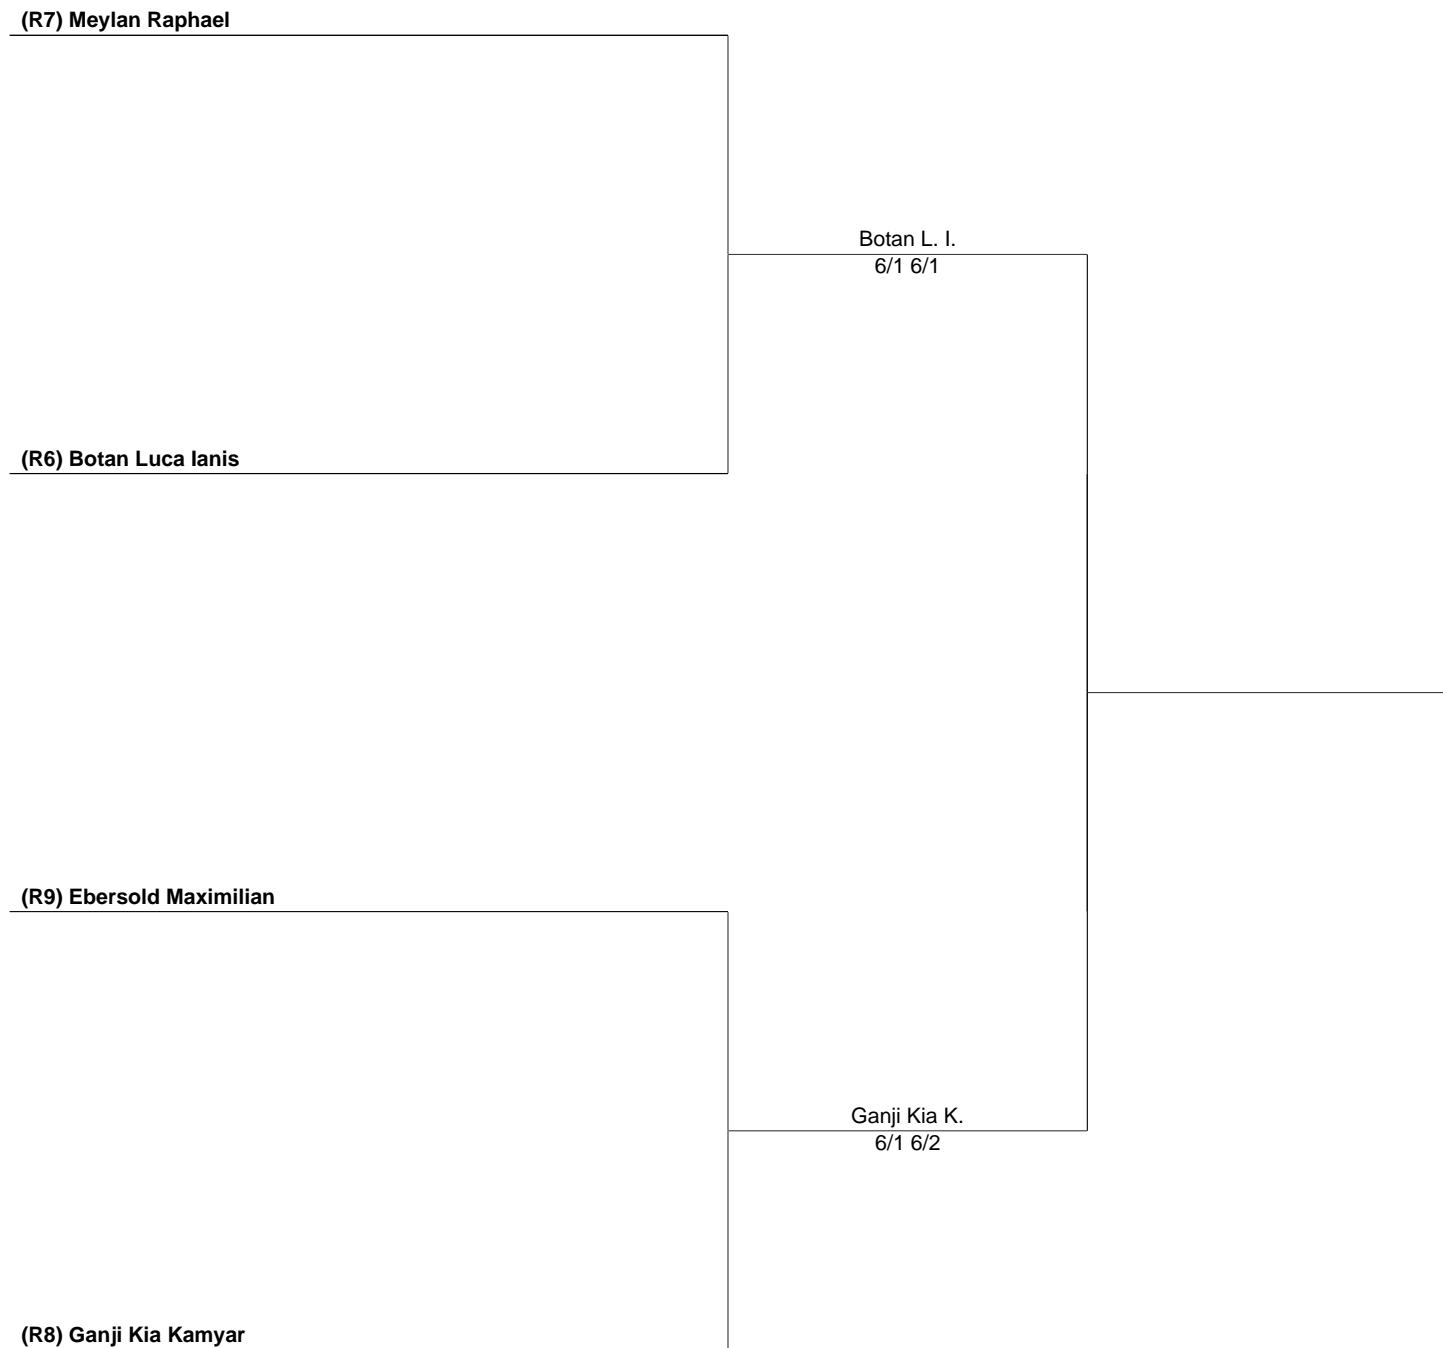 (R7) Meylan Raphael
Botan L. I.
6/1 6/1
(R6) Botan Luca Ianis
(R9) Ebersold Maximilian
Ganji Kia K.
6/1 6/2
(R8) Ganji Kia Kamyar